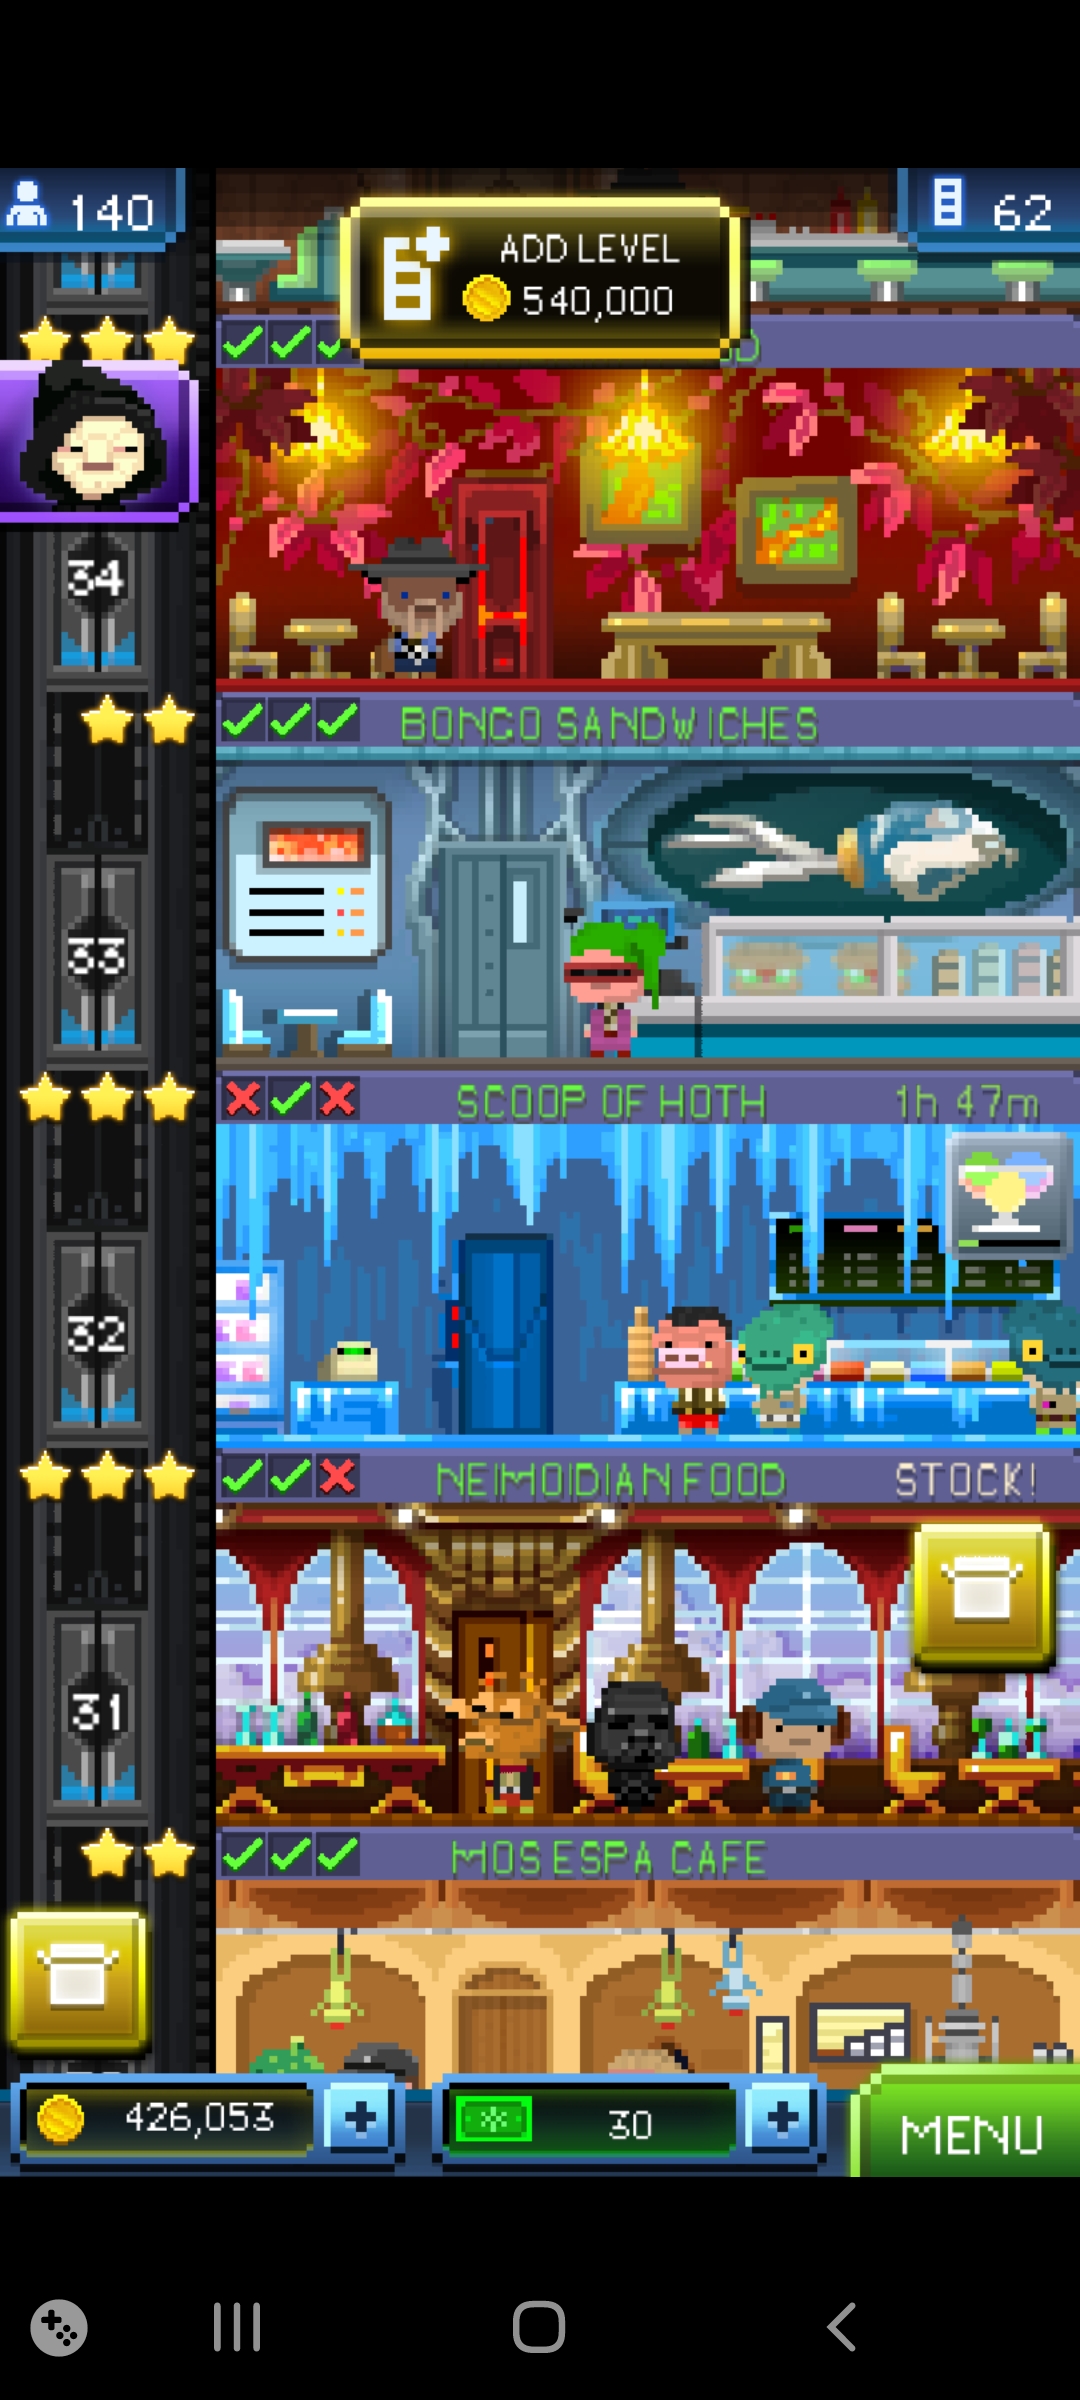 140
62
ADD LEVEL
540,000
34
BONGO SANDWICHES
33
SCOOP OF HOTH 1h 47m
32
NEIMOIDIAN FOOD STOCK!
31
MOS ESPA CAFE
426,053
30
MENU